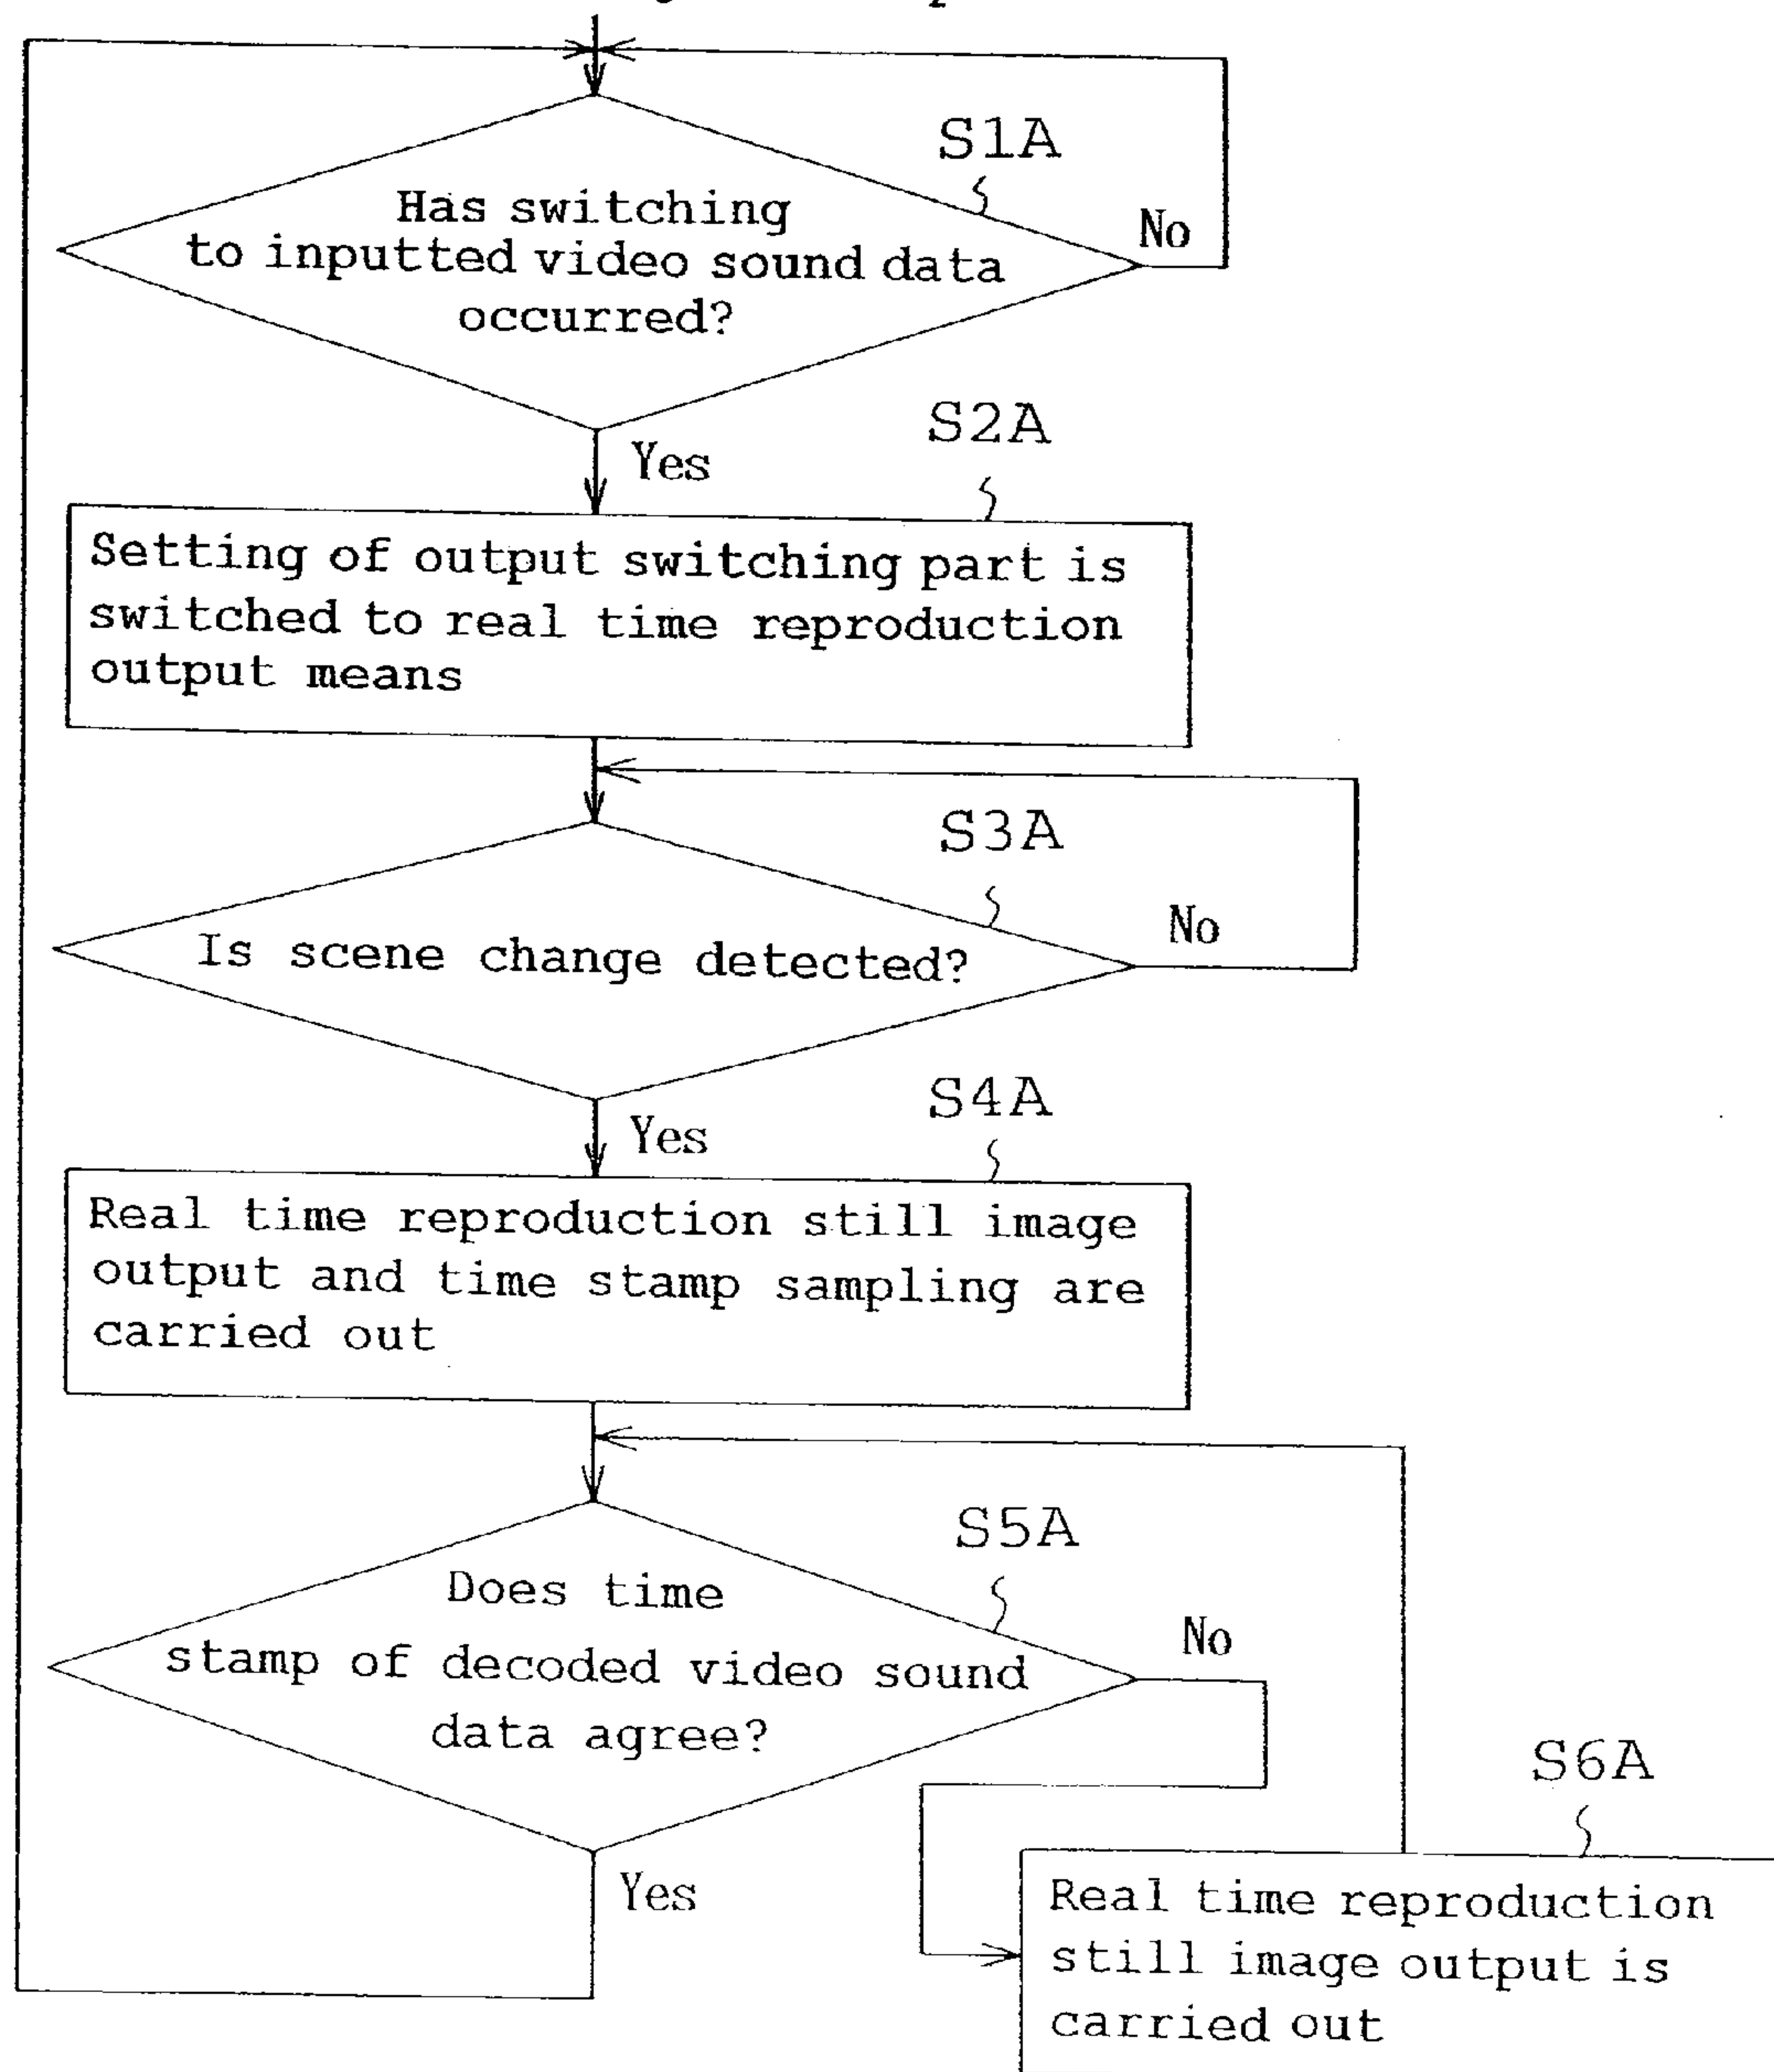 S1A
Has switching
to inputted video sound data
occurred?
No
Yes
S2A
Setting of output switching part is
switched to real time reproduction
output means
S3A
Is scene change detected?
No
Yes
S4A
Real time reproduction still image
output and time stamp sampling are
carried out
S5A
Does time
stamp of decoded video sound
data agree?
No
Yes
S6A
Real time reproduction
still image output is
carried out